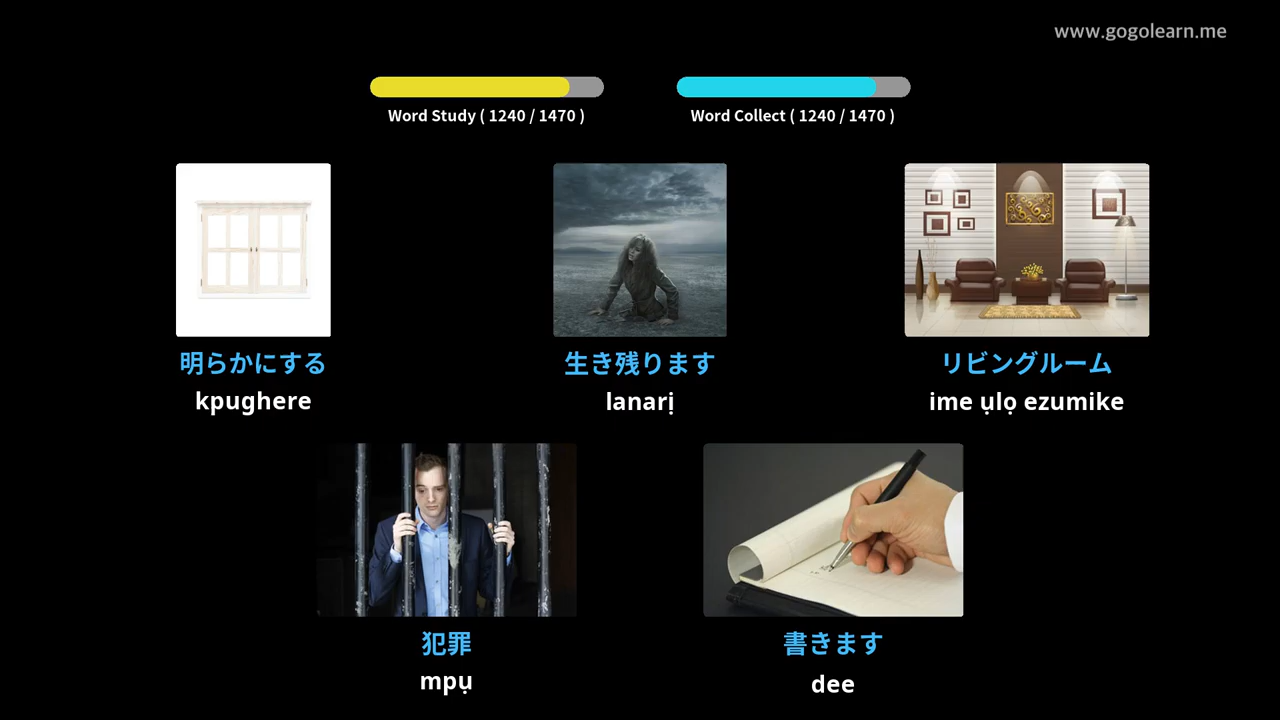 www.gogolearn.me
Word Study ( 1240 / 1470 )
Word Collect ( 1240 / 1470 )
明らかにする
kpughere
生き残ります
lanarị
リビングルーム
ime ụlọ ezumike
犯罪
mpụ
書きます
dee